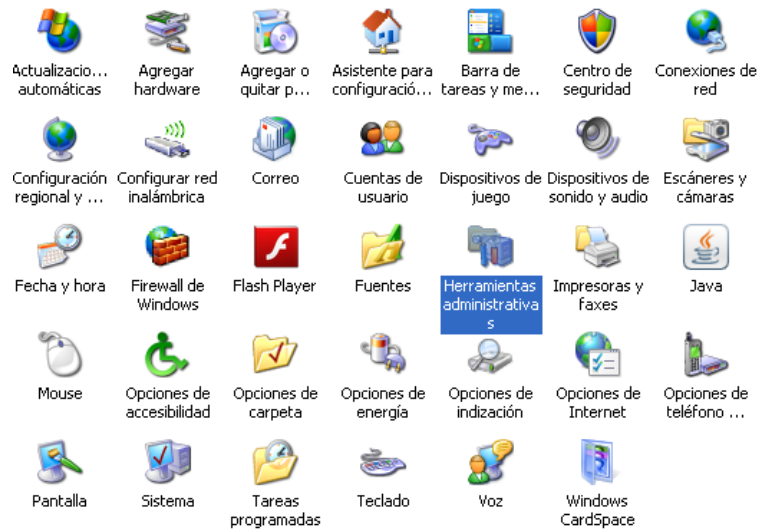 Actualizacio... automáticas
Agregar hardware
Agregar o quitar p...
Asistente para configuració...
Barra de tareas y me...
Centro de seguridad
Conexiones de red
Configuración regional y ...
Configurar red inalámbrica
Correo
Cuentas de usuario
Dispositivos de juego
Dispositivos de sonido y audio
Escáneres y cámaras
Fecha y hora
Firewall de Windows
Flash Player
Fuentes
Herramientas administrativas
Impresoras y faxes
Java
Mouse
Opciones de accesibilidad
Opciones de carpeta
Opciones de energía
Opciones de indización
Opciones de Internet
Opciones de teléfono ...
Pantalla
Sistema
Tareas programadas
Teclado
Voz
Windows CardSpace